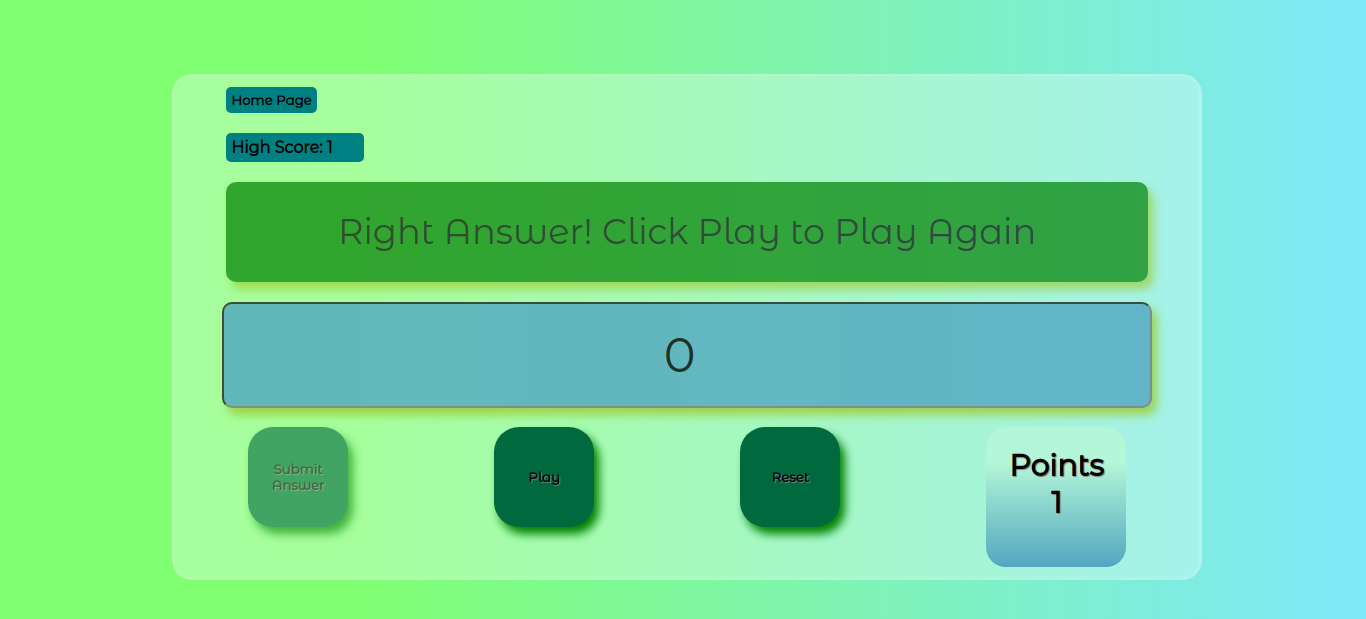 Home Page
High Score: 1
Right Answer! Click Play to Play Again
0
Submit
Answer
Play
Reset
Points
1